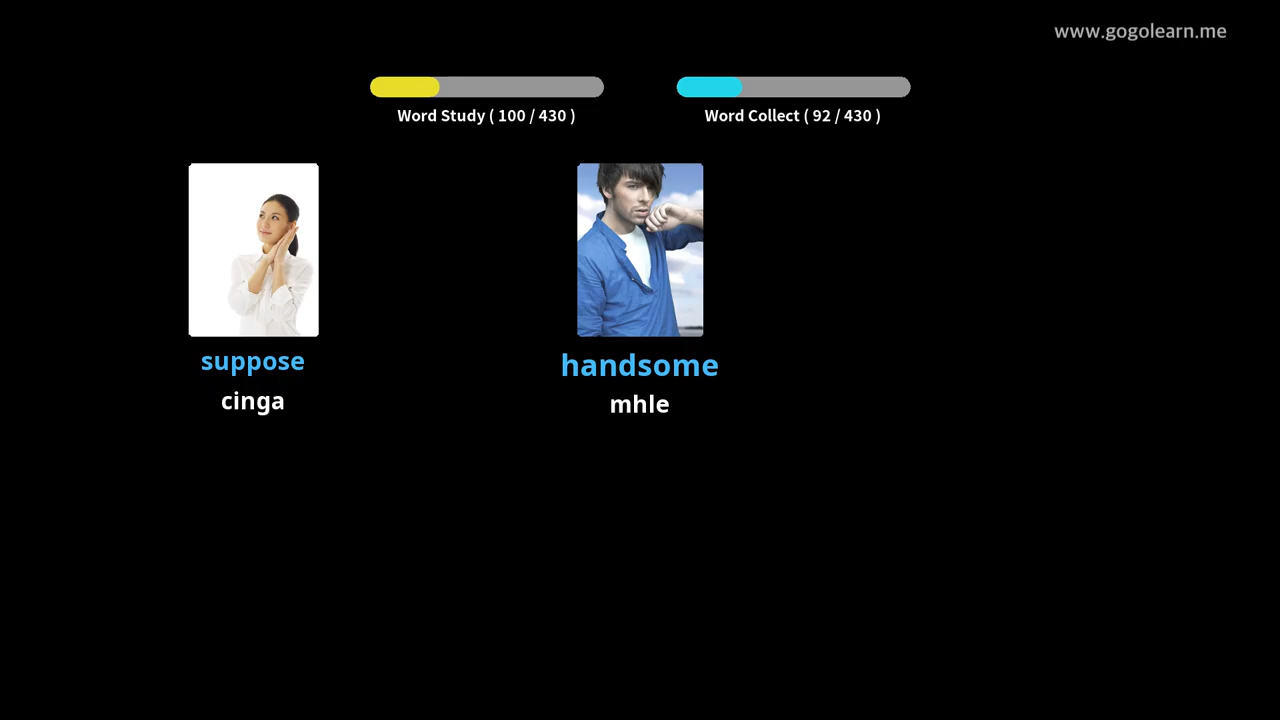 www.gogolearn.me
Word Study ( 100 / 430 )
Word Collect ( 92 / 430 )
suppose
cinga
handsome
mhle